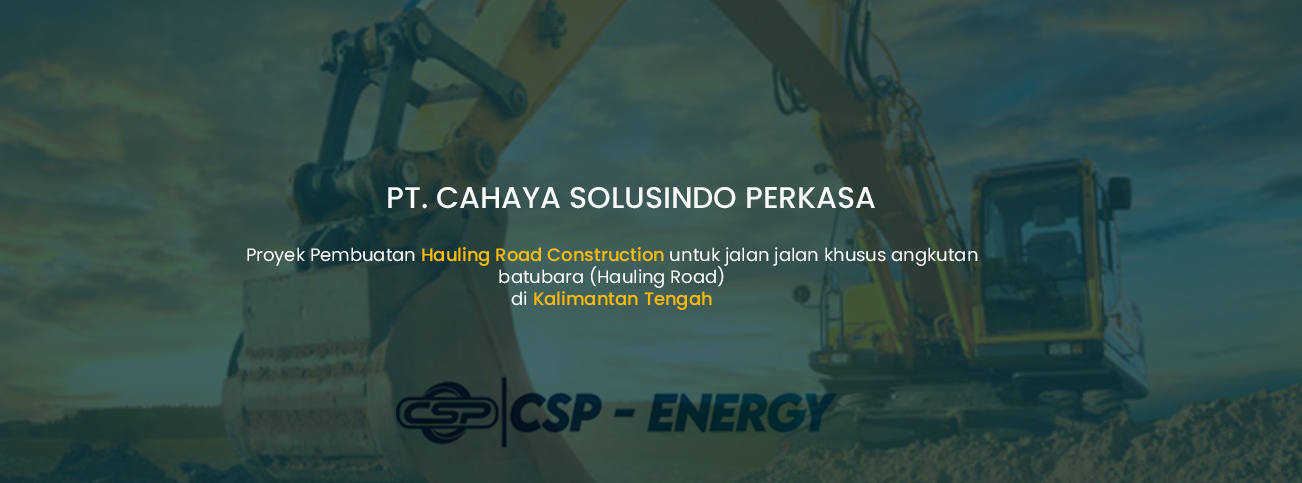 PT. CAHAYA SOLUSINDO PERKASA
Proyek Pembuatan Hauling Road Construction untuk jalan jalan khusus angkutan
batubara (Hauling Road)
di Kalimantan Tengah
CSP CSP - ENERGY